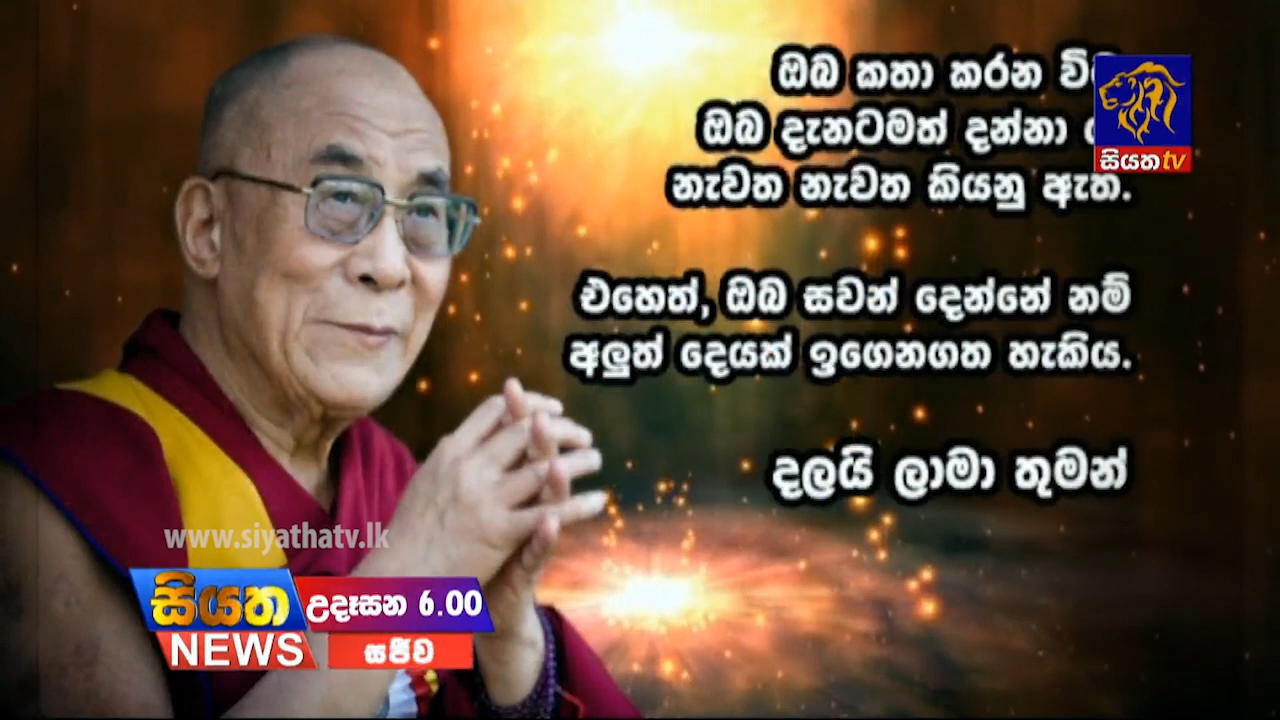 ඔබ කතා කරන
ඔබ දැනටමත් දන්නා
නැවත නැවත කියනු ඇත.
එහෙත්, ඔබ සවන් දෙන්නේ නම්
අලුත් දෙයක් ඉගෙනගත හැකිය.
දලයි ලාමා තුමන්
සියත tv
www.siyathatv.lk
සියත උදෑසන 6.00
NEWS සජීව